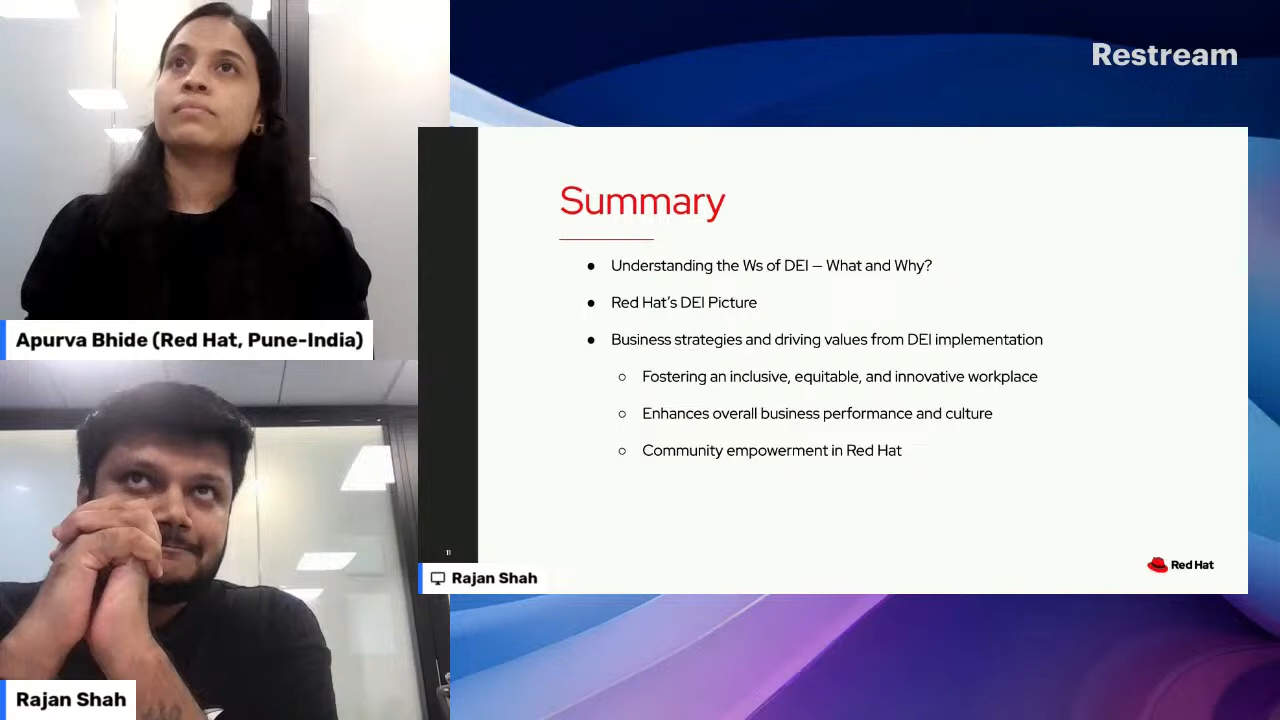 Restream
Apurva Bhide (Red Hat, Pune-India)
Rajan Shah
Summary
● Understanding the Ws of DEI – What and Why?
● Red Hat's DEI Picture
● Business strategies and driving values from DEI implementation
○ Fostering an inclusive, equitable, and innovative workplace
○ Enhances overall business performance and culture
○ Community empowerment in Red Hat
11
Red Hat
Rajan Shah